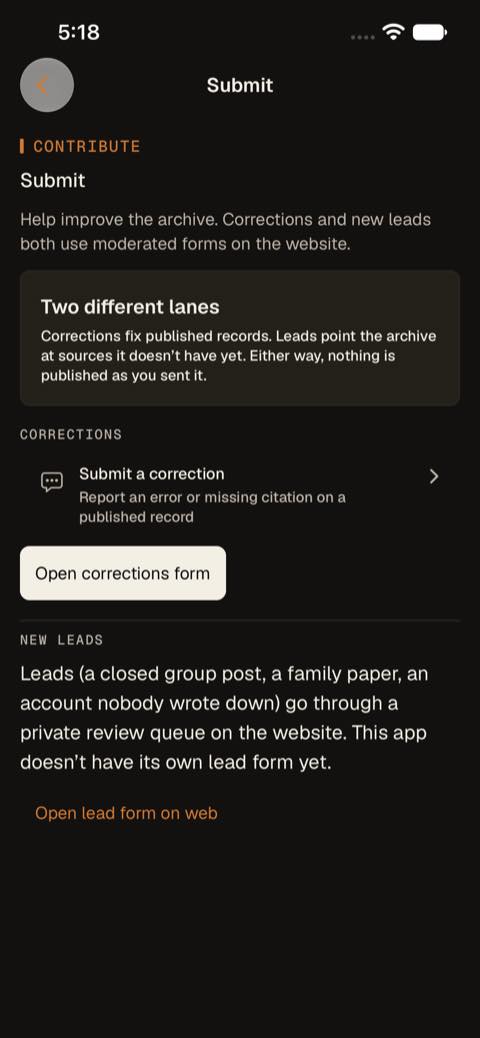 5:18
Submit
CONTRIBUTE
Submit
Help improve the archive. Corrections and new leads
both use moderated forms on the website.
Two different lanes
Corrections fix published records. Leads point the archive
at sources it doesn’t have yet. Either way, nothing is
published as you sent it.
CORRECTIONS
Submit a correction
Report an error or missing citation on a
published record
Open corrections form
NEW LEADS
Leads (a closed group post, a family paper, an
account nobody wrote down) go through a
private review queue on the website. This app
doesn’t have its own lead form yet.
Open lead form on web